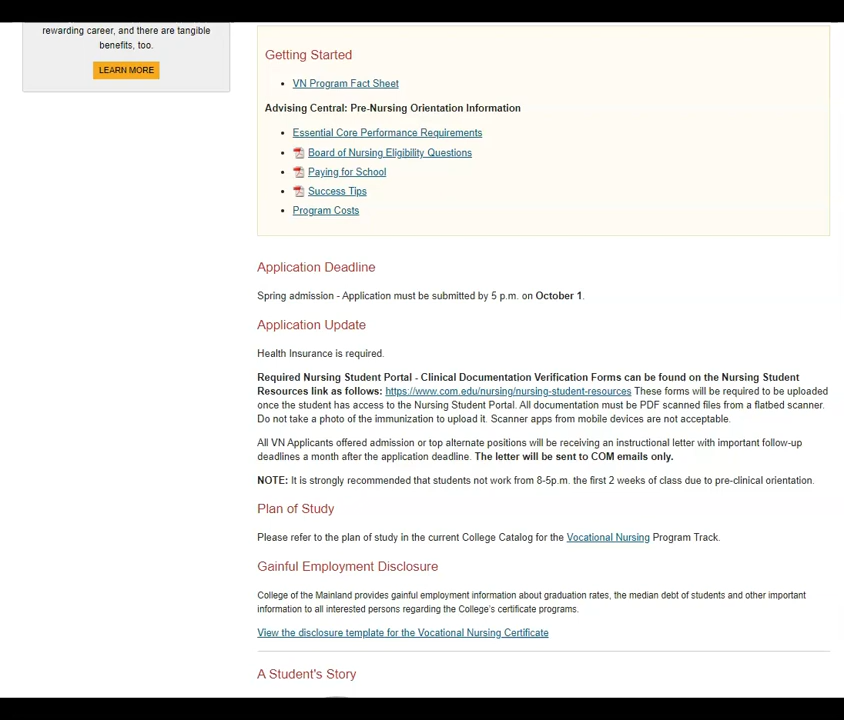 rewarding career, and there are tangible
benefits, too.
LEARN MORE
Getting Started
VN Program Fact Sheet
Advising Central: Pre-Nursing Orientation Information
Essential Core Performance Requirements
Board of Nursing Eligibility Questions
Paying for School
Success Tips
Program Costs
Application Deadline
Spring admission - Application must be submitted by 5 p.m. on October 1.
Application Update
Health Insurance is required.
Required Nursing Student Portal - Clinical Documentation Verification Forms can be found on the Nursing Student
Resources link as follows: https://www.com.edu/nursing/nursing-student-resources These forms will be required to be uploaded
once the student has access to the Nursing Student Portal. All documentation must be PDF scanned files from a flatbed scanner.
Do not take a photo of the immunization to upload it. Scanner apps from mobile devices are not acceptable.
All VN Applicants offered admission or top alternate positions will be receiving an instructional letter with important follow-up
deadlines a month after the application deadline. The letter will be sent to COM emails only.
NOTE: It is strongly recommended that students not work from 8-5p.m. the first 2 weeks of class due to pre-clinical orientation.
Plan of Study
Please refer to the plan of study in the current College Catalog for the Vocational Nursing Program Track.
Gainful Employment Disclosure
College of the Mainland provides gainful employment information about graduation rates, the median debt of students and other important
information to all interested persons regarding the College's certificate programs.
View the disclosure template for the Vocational Nursing Certificate
A Student's Story